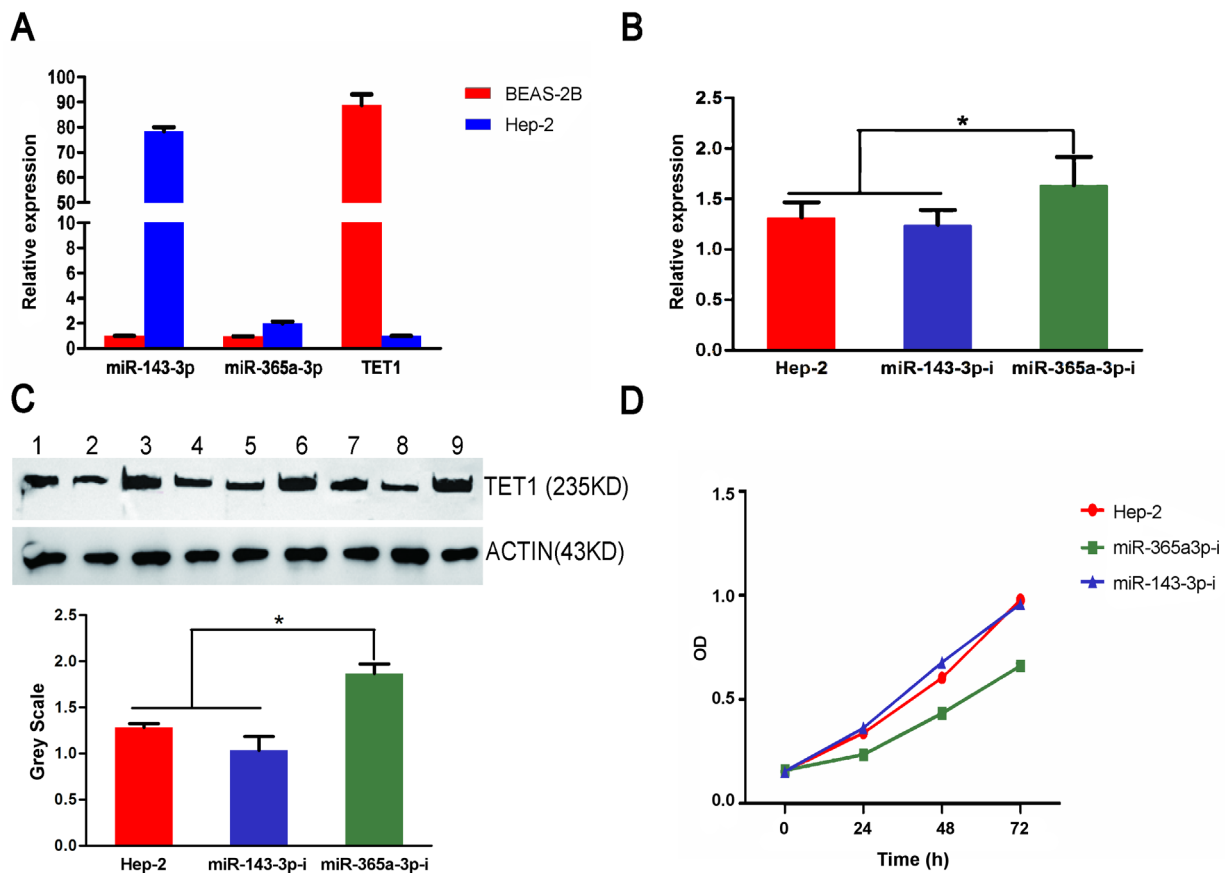 A
Relative expression
100
90
80
70
60
50
10
8
6
4
2
0
miR-143-3p miR-365a-3p TET1
BEAS-2B
Hep-2
B
Relative expression
2.5
2.0
1.5
1.0
0.5
0.0
*
Hep-2 miR-143-3p-i miR-365a-3p-i
C
1 2 3 4 5 6 7 8 9
TET1 (235KD)
ACTIN(43KD)
Grey Scale
2.5
2.0
1.5
1.0
0.5
0.0
*
Hep-2 miR-143-3p-i miR-365a-3p-i
D
OD
1.5
1.0
0.5
0.0
0 24 48 72
Time (h)
Hep-2
miR-365a3p-i
miR-143-3p-i